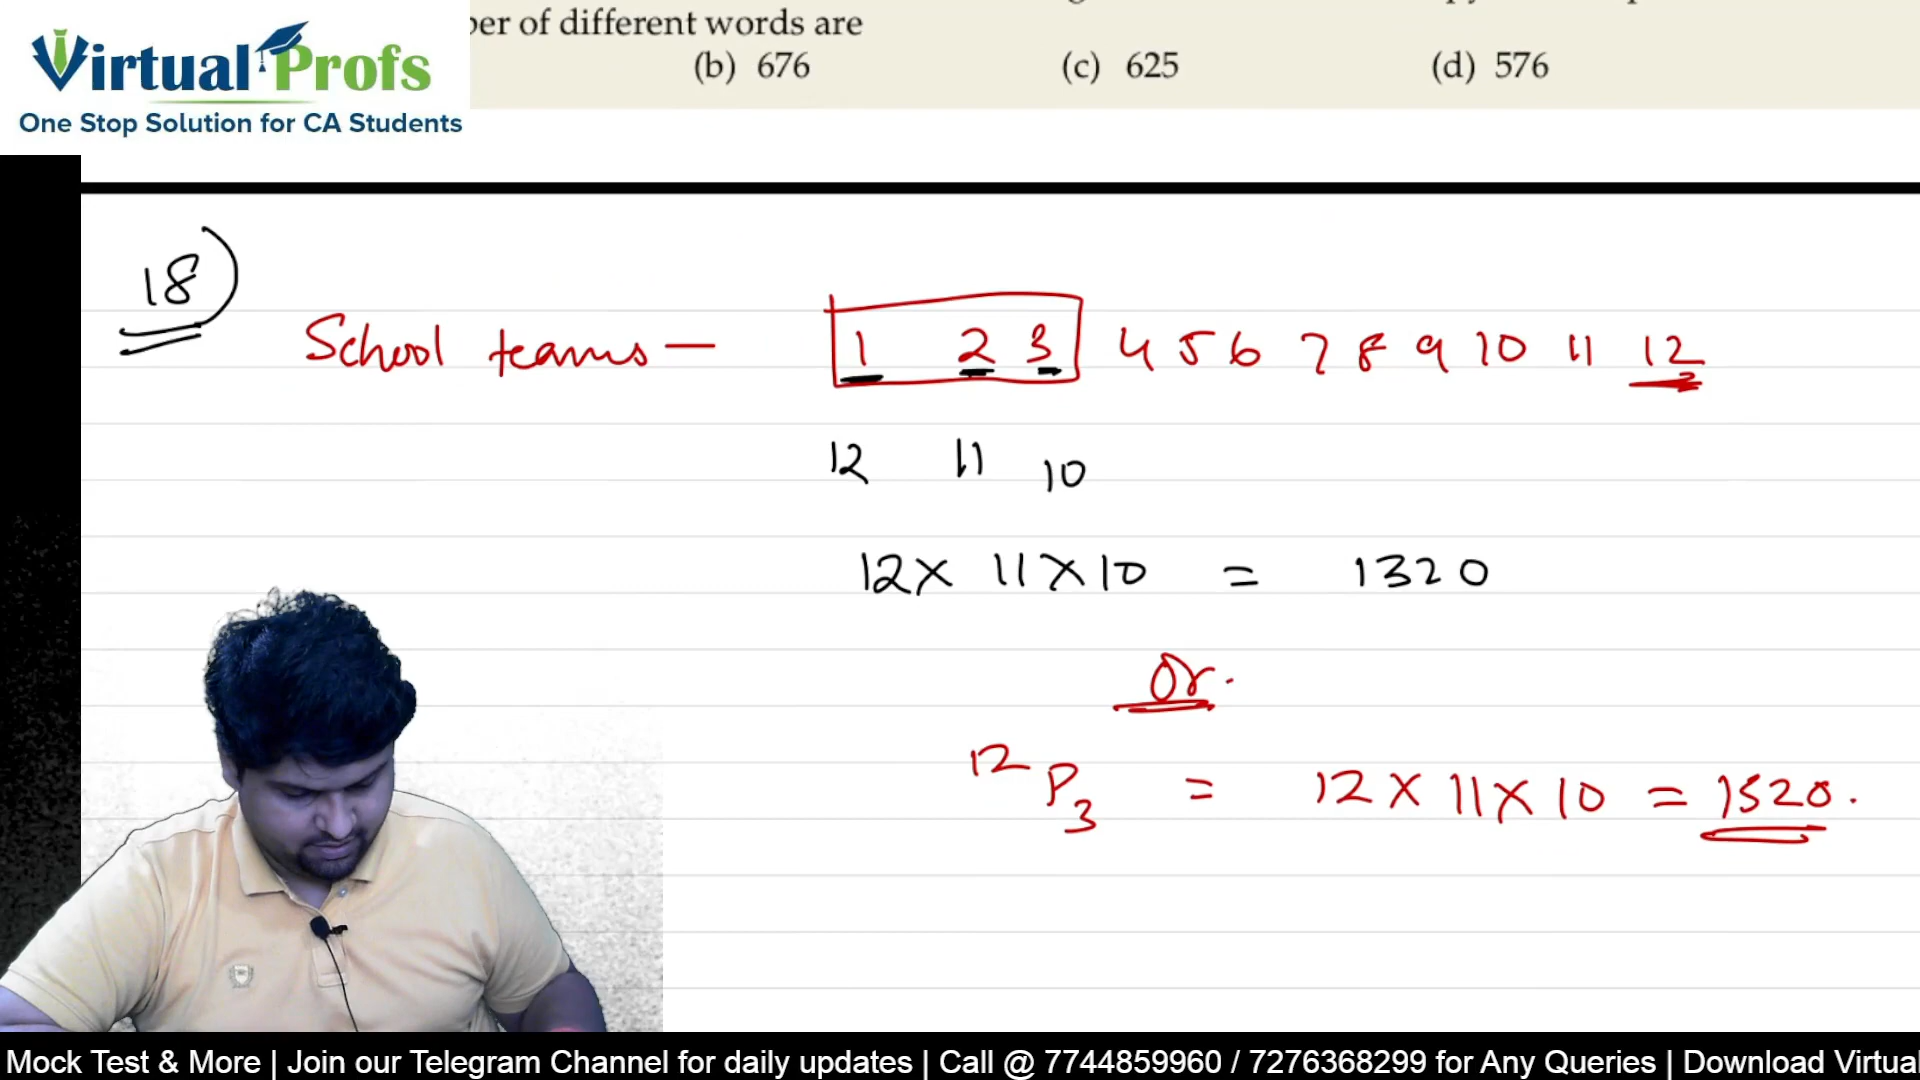 Virtual Profs
One Stop Solution for CA Students
ber of different words are
(b) 676 (c) 625 (d) 576
18)
School teams — 1 2 3 4 5 6 7 8 9 10 11 12
12 11 10
12 x 11 x 10 = 1320
Or.
12 P 3 = 12 x 11 x 10 = 1320.
Mock Test & More | Join our Telegram Channel for daily updates | Call @ 7744859960 / 7276368299 for Any Queries | Download Virtual